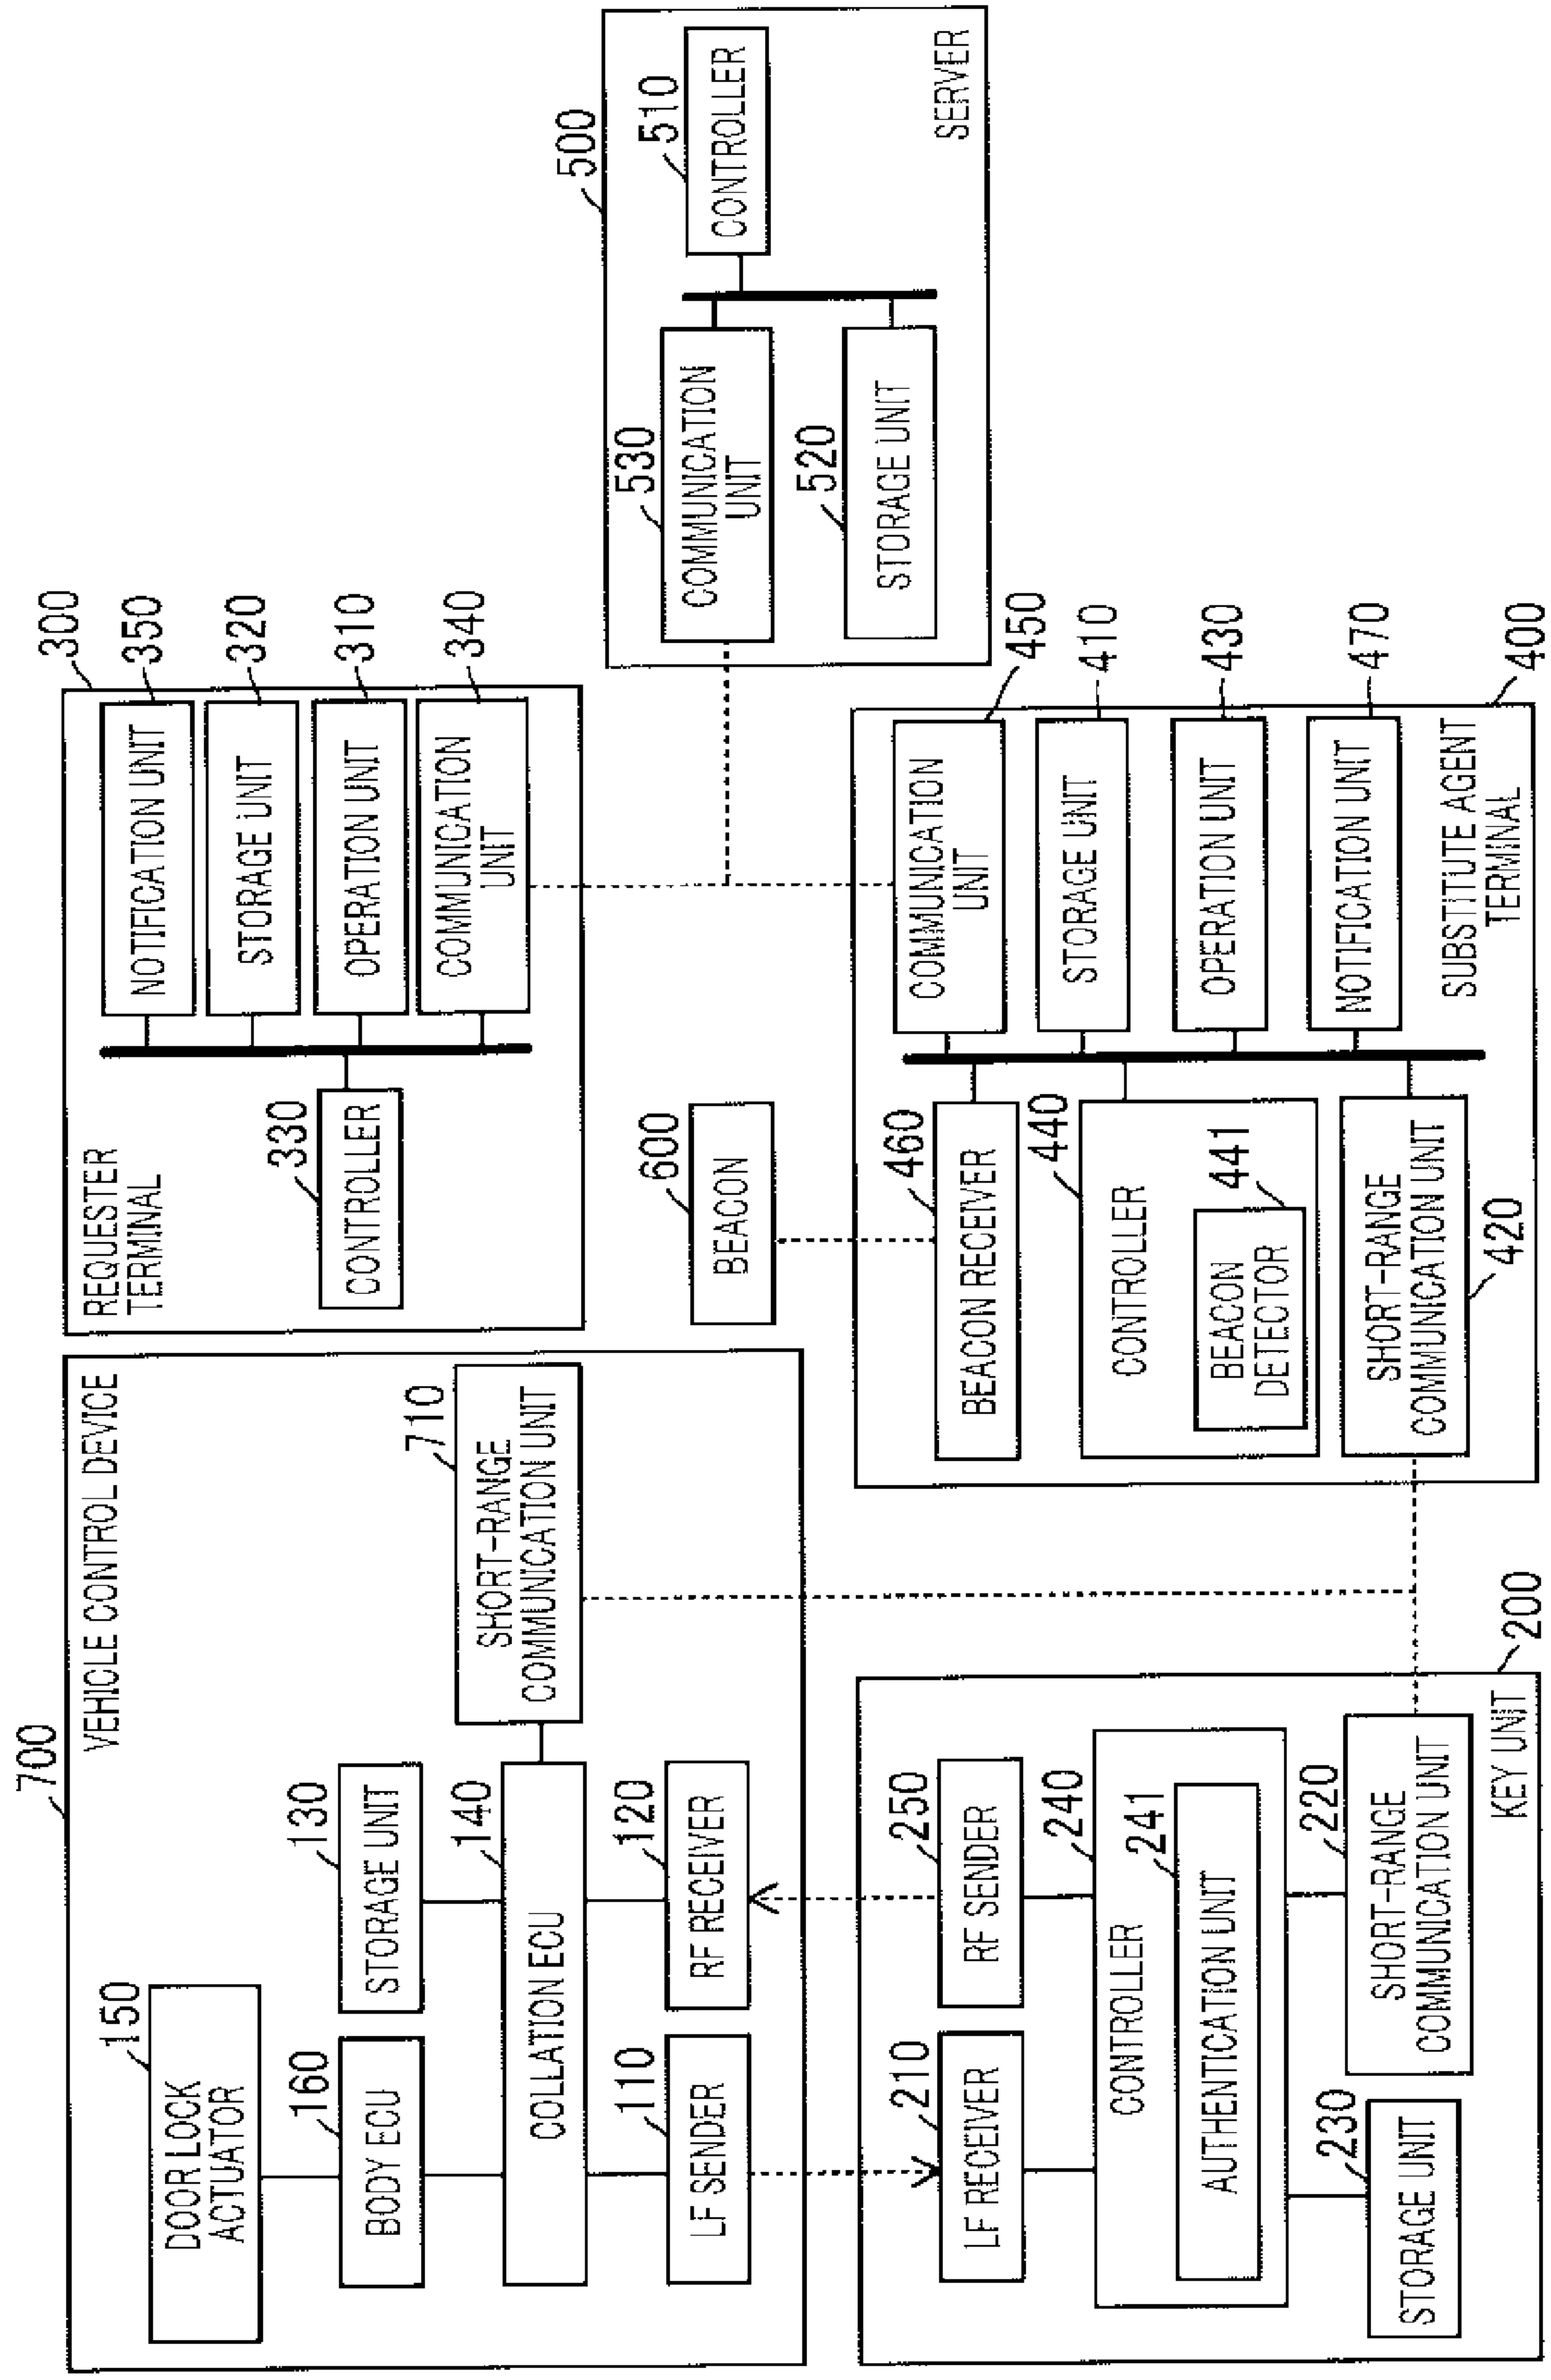 700
VEHICLE CONTROL DEVICE
150
DOOR LOCK
ACTUATOR
160
BODY ECU
130
STORAGE UNIT
140
COLLATION ECU
710
SHORT-RANGE
COMMUNICATION UNIT
110
LF SENDER
120
RF RECEIVER
REQUESTER
TERMINAL
300
330
CONTROLLER
NOTIFICATION UNIT
350
STORAGE UNIT
320
OPERATION UNIT
310
COMMUNICATION
UNIT
340
600
BEACON
500
530
COMMUNICATION
UNIT
520
STORAGE UNIT
510
CONTROLLER
SERVER
210
LF RECEIVER
250
RF SENDER
240
CONTROLLER
241
AUTHENTICATION UNIT
230
STORAGE UNIT
220
SHORT-RANGE
COMMUNICATION UNIT
KEY UNIT
200
460
BEACON RECEIVER
440
CONTROLLER
441
BEACON
DETECTOR
SHORT-RANGE
COMMUNICATION UNIT
420
COMMUNICATION
UNIT
450
STORAGE UNIT
410
OPERATION UNIT
430
NOTIFICATION UNIT
470
SUBSTITUTE AGENT
TERMINAL
400